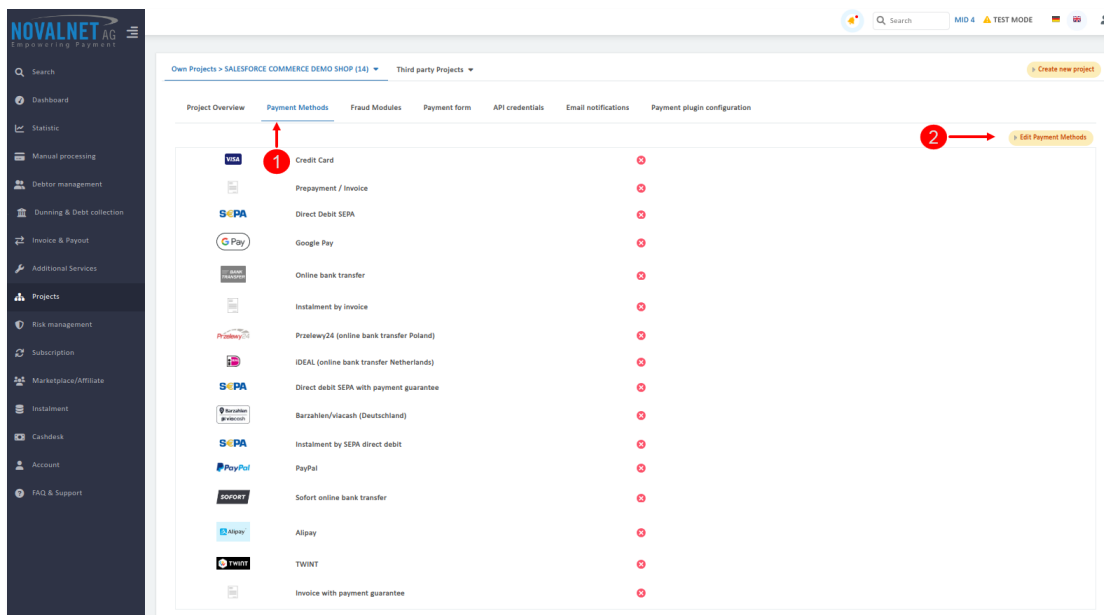 NOVALNET AG
Empowering Payment
Search
MID 4
TEST MODE
Search
Dashboard
Statistic
Manual processing
Debtor management
Dunning & Debt collection
Invoice & Payout
Additional Services
Projects
Risk management
Subscription
Marketplace/Affiliate
Instalment
Cashdesk
Account
FAQ & Support
Own Projects > SALESFORCE COMMERCE DEMO SHOP (14)
Third party Projects
Create new project
Project Overview
Payment Methods
Fraud Modules
Payment form
API credentials
Email notifications
Payment plugin configuration
1
2
Edit Payment Methods
VISA
Credit Card
Prepayment / Invoice
SEPA
Direct Debit SEPA
G Pay
Google Pay
BANK TRANSFER
Online bank transfer
Instalment by invoice
Przelewy24
Przelewy24 (online bank transfer Poland)
iDEAL (online bank transfer Netherlands)
SEPA
Direct debit SEPA with payment guarantee
Barzahlen
viacash
Barzahlen/viacash (Deutschland)
SEPA
Instalment by SEPA direct debit
PayPal
PayPal
SOFORT
Sofort online bank transfer
Alipay
Alipay
TWINT
TWINT
Invoice with payment guarantee